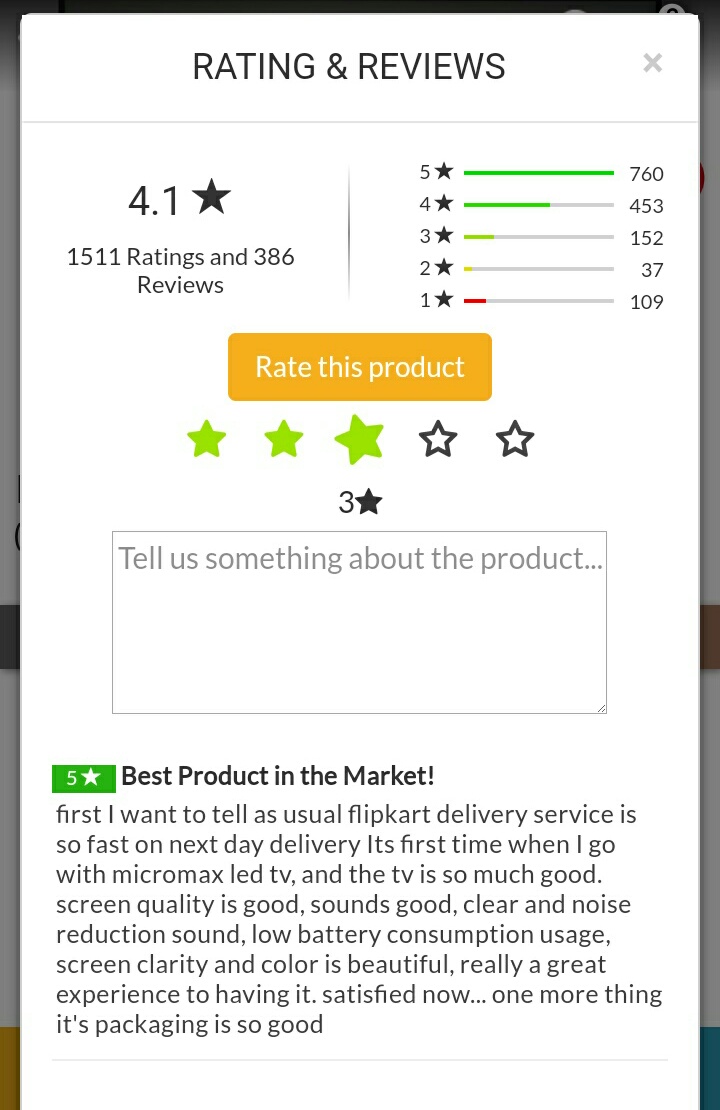 RATING & REVIEWS ×
4.1 ★
1511 Ratings and 386
Reviews
5 ★ 760
4 ★ 453
3 ★ 152
2 ★ 37
1 ★ 109
Rate this product
3★
Tell us something about the product...
5 ★ Best Product in the Market!
first I want to tell as usual flipkart delivery service is
so fast on next day delivery Its first time when I go
with micromax led tv, and the tv is so much good.
screen quality is good, sounds good, clear and noise
reduction sound, low battery consumption usage,
screen clarity and color is beautiful, really a great
experience to having it. satisfied now... one more thing
it's packaging is so good